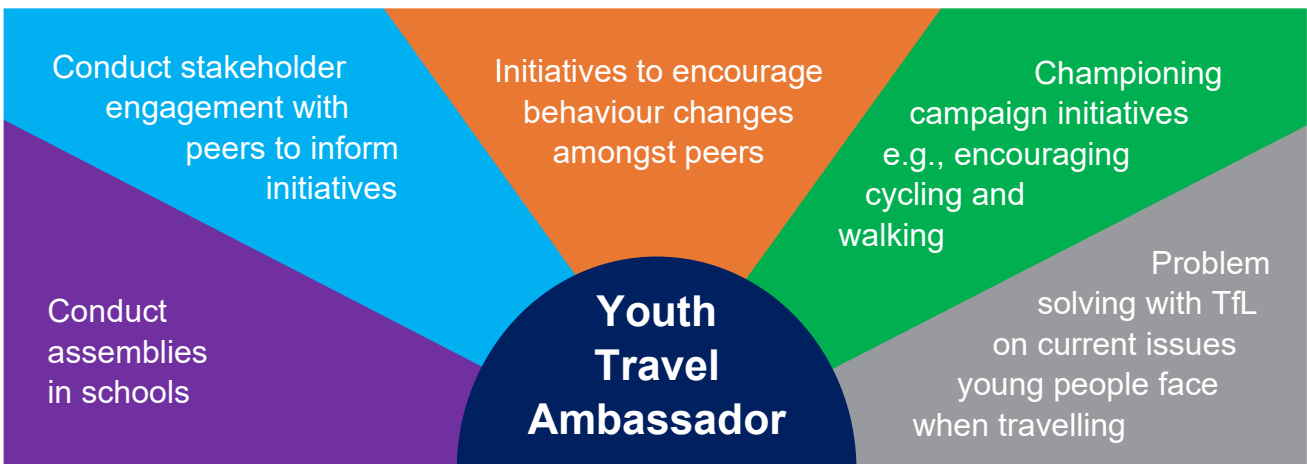 Conduct
assemblies
in schools
Conduct stakeholder
engagement with
peers to inform
initiatives
Initiatives to encourage
behaviour changes
amongst peers
Championing
campaign initiatives
e.g., encouraging
cycling and
walking
Problem
solving with TfL
on current issues
young people face
when travelling
Youth
Travel
Ambassador